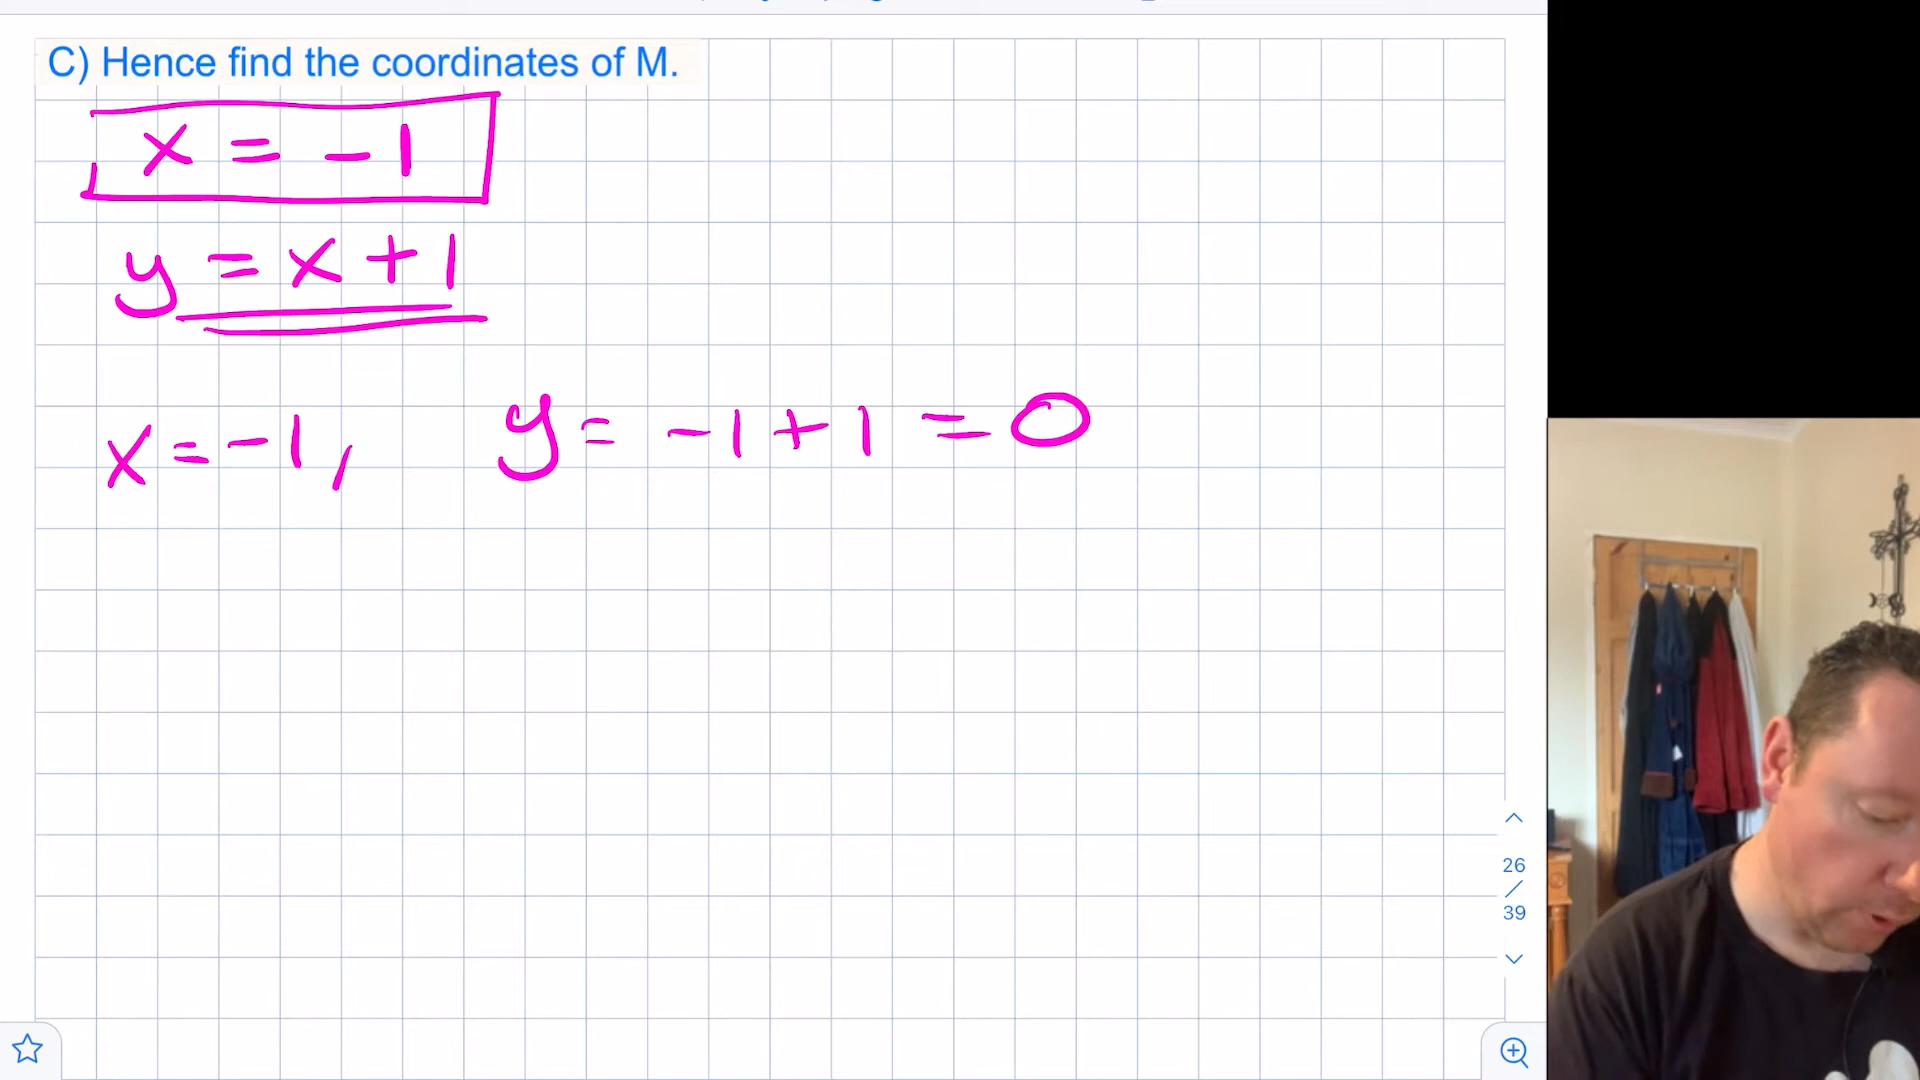 C) Hence find the coordinates of M.
x = -1
y = x + 1
x = -1, y = -1 + 1 = 0
26
/
39